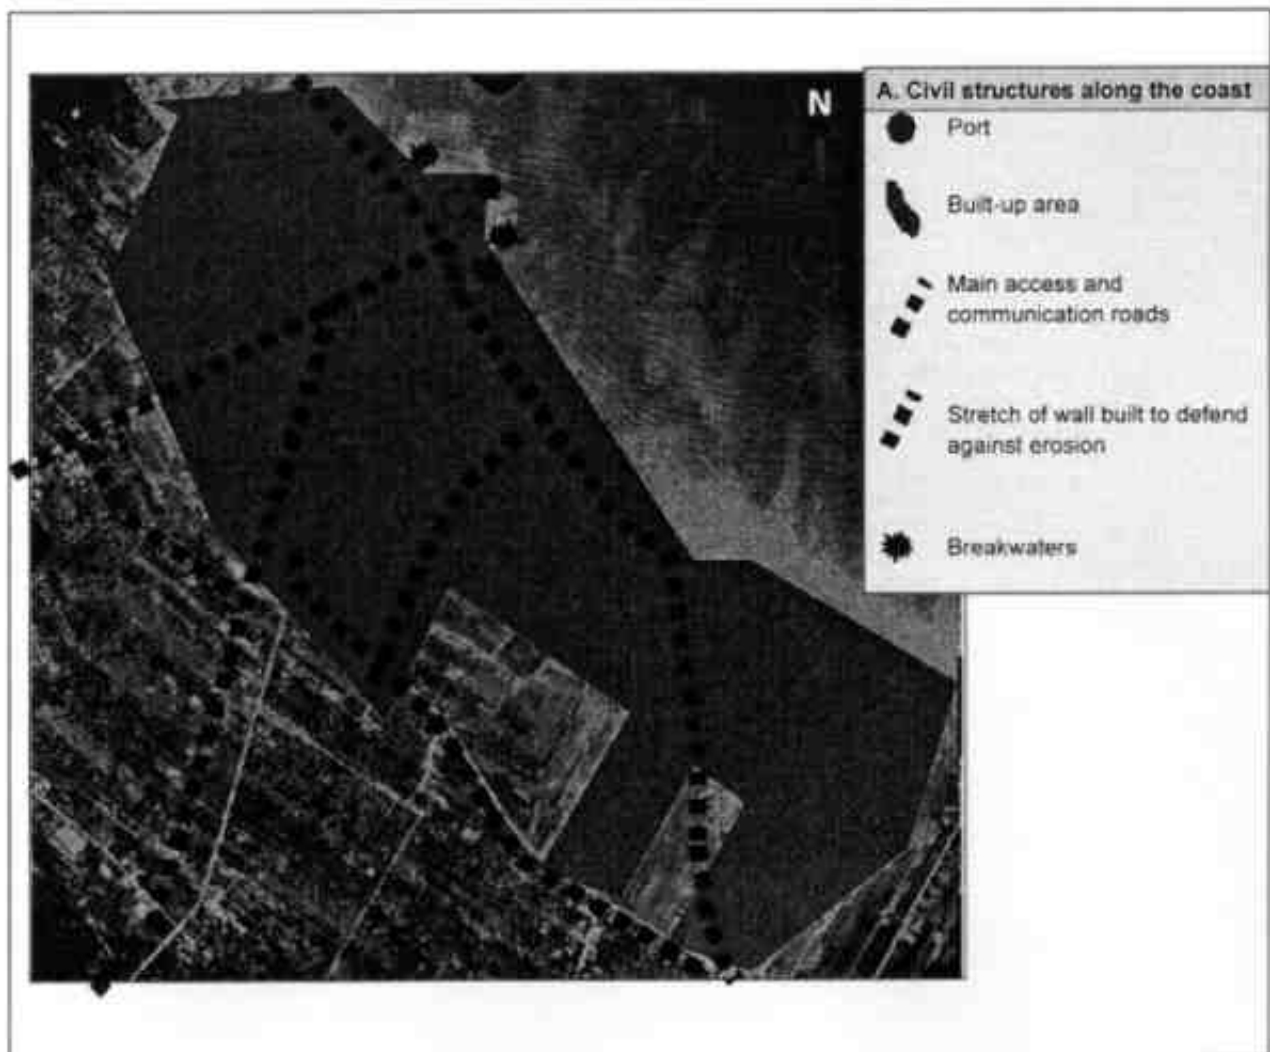 N
A. Civil structures along the coast
Port
Built-up area
Main access and
communication roads
Stretch of wall built to defend
against erosion
Breakwaters